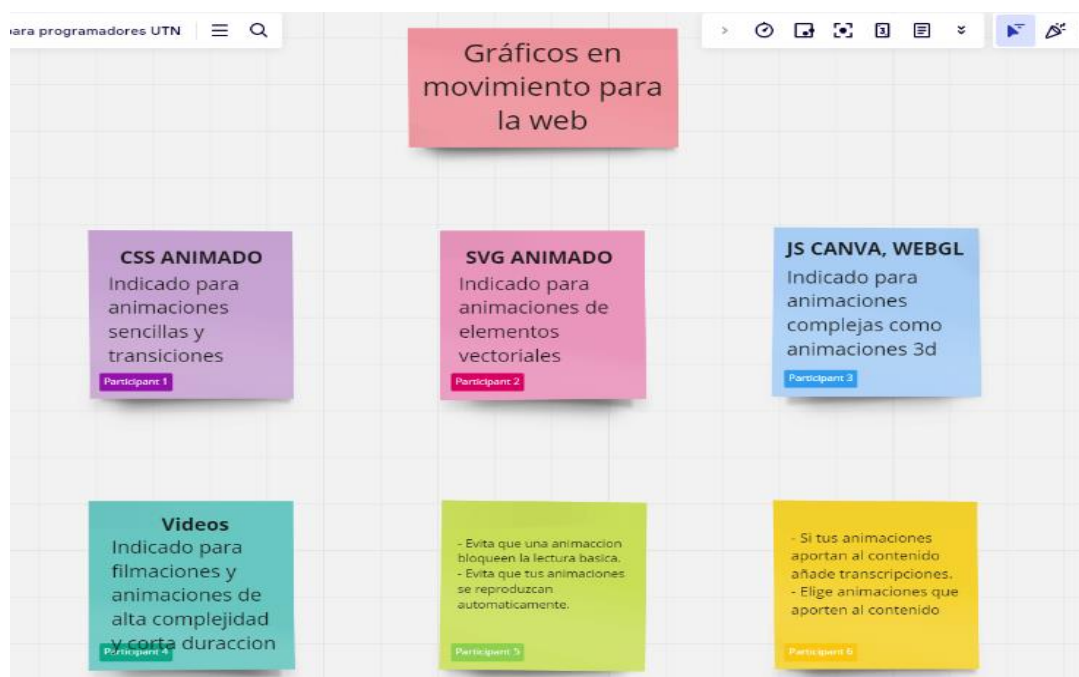 para programadores UTN
Gráficos en
movimiento para
la web
CSS ANIMADO
Indicado para
animaciones
sencillas y
transiciones
Participant 1
SVG ANIMADO
Indicado para
animaciones de
elementos
vectoriales
Participant 2
JS CANVA, WEBGL
Indicado para
animaciones
complejas como
animaciones 3d
Participant 3
Videos
Indicado para
filmaciones y
animaciones de
alta complejidad
y corta duraccion
Participant 4
- Evita que una animaccion
bloqueen la lectura basica.
- Evita que tus animaciones
se reproduzcan
automaticamente.
Participant 5
- Si tus animaciones
aportan al contenido
añade transcripciones.
- Elige animaciones que
aporten al contenido
Participant 6